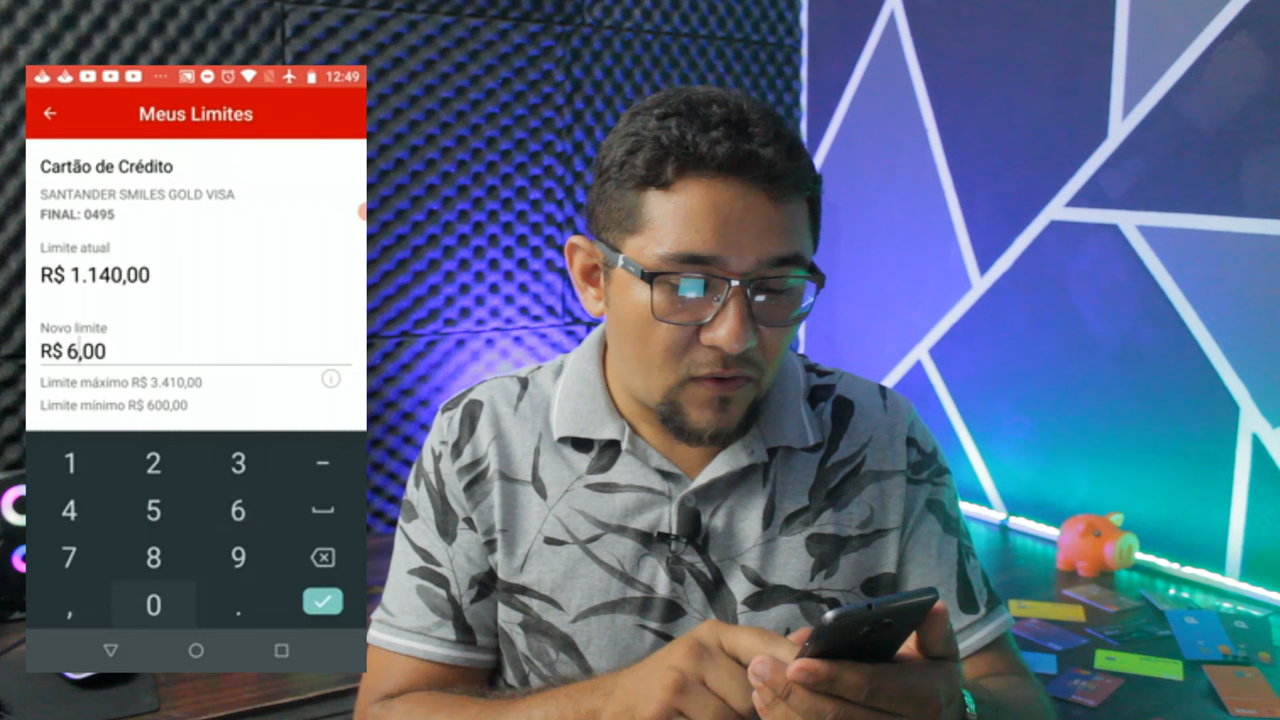 12:49
Meus Limites
Cartão de Crédito
SANTANDER SMILES GOLD VISA
FINAL: 0495
Limite atual
R$ 1.140,00
Novo limite
R$ 6,00
Limite máximo R$ 3.410,00
Limite mínimo R$ 600,00
1 2 3 –
4 5 6
7 8 9
, 0 .